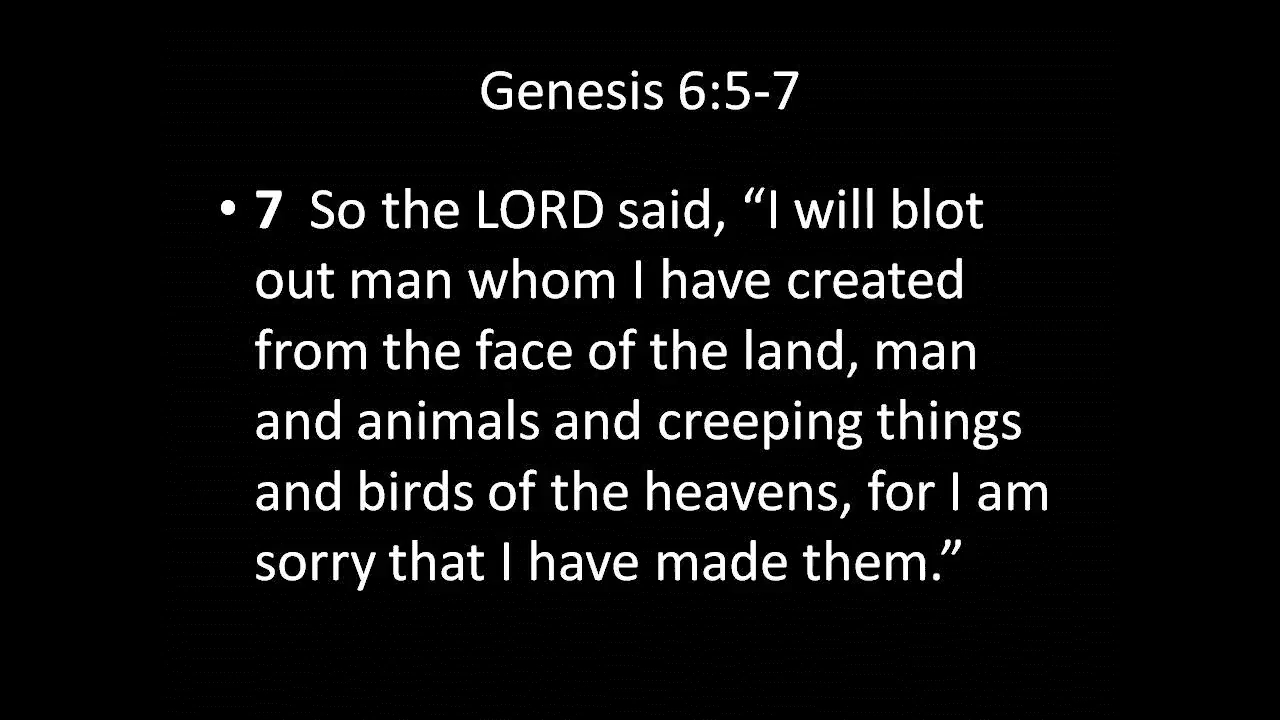 Genesis 6:5-7
• 7 So the LORD said, “I will blot
out man whom I have created
from the face of the land, man
and animals and creeping things
and birds of the heavens, for I am
sorry that I have made them.”